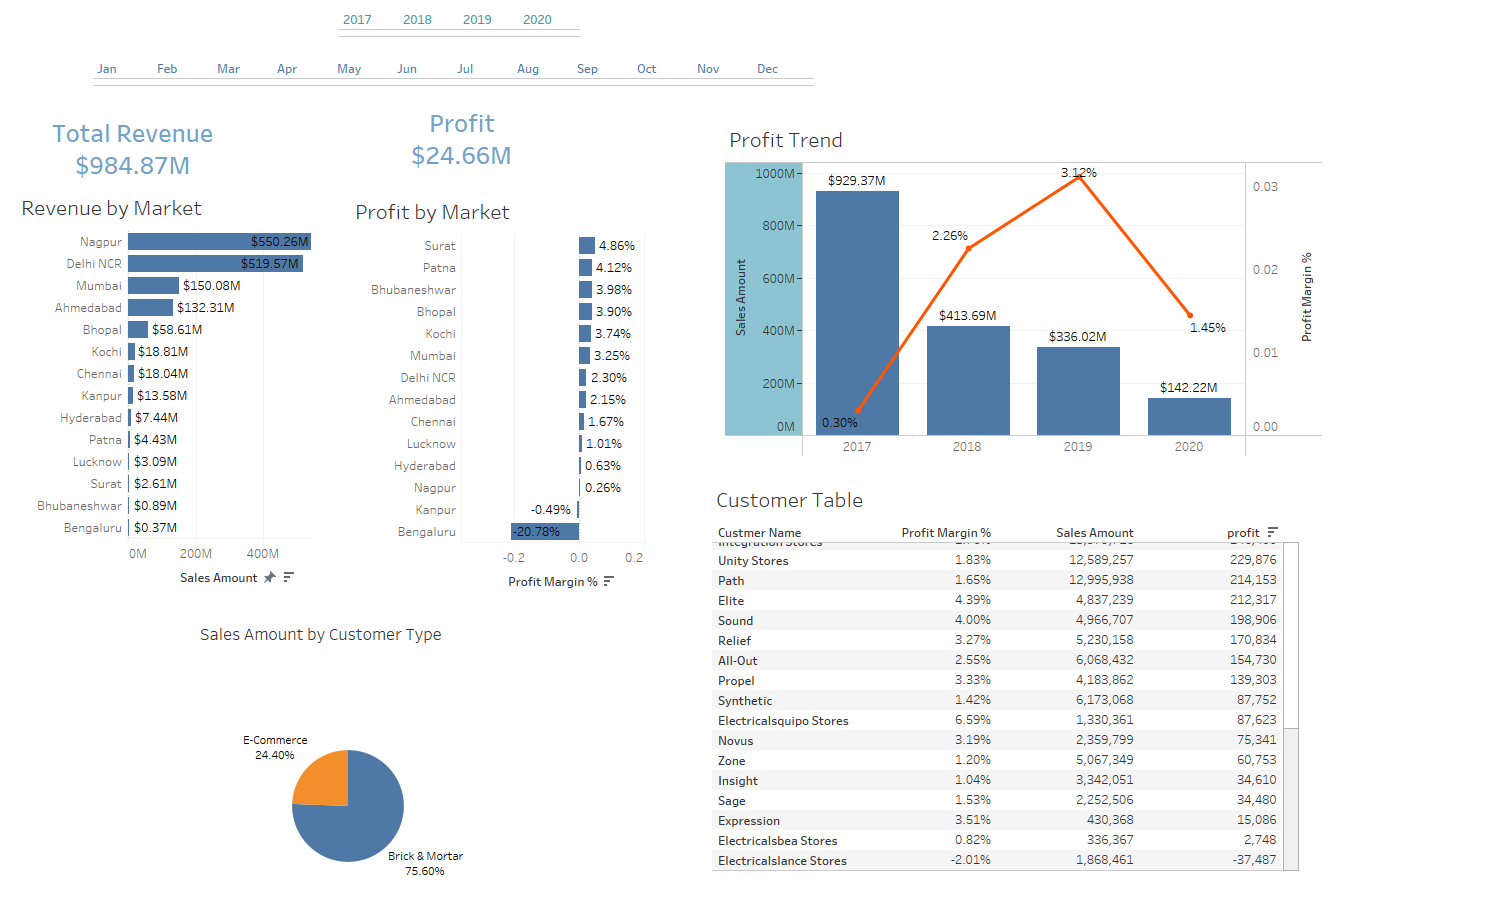 2017 2018 2019 2020
Jan Feb Mar Apr May Jun Jul Aug Sep Oct Nov Dec
Total Revenue
$984.87M
Profit
$24.66M
Revenue by Market
Nagpur $550.26M
Delhi NCR $519.57M
Mumbai $150.08M
Ahmedabad $132.31M
Bhopal $58.61M
Kochi $18.81M
Chennai $18.04M
Kanpur $13.58M
Hyderabad $7.44M
Patna $4.43M
Lucknow $3.09M
Surat $2.61M
Bhubaneshwar $0.89M
Bengaluru $0.37M
0M 200M 400M
Sales Amount
Profit by Market
Surat 4.86%
Patna 4.12%
Bhubaneshwar 3.98%
Bhopal 3.90%
Kochi 3.74%
Mumbai 3.25%
Delhi NCR 2.30%
Ahmedabad 2.15%
Chennai 1.67%
Lucknow 1.01%
Hyderabad 0.63%
Nagpur 0.26%
Kanpur -0.49%
Bengaluru -20.78%
-0.2 0.0 0.2
Profit Margin %
Profit Trend
Sales Amount
1000M
800M
600M
400M
200M
0M
$929.37M
$413.69M
$336.02M
$142.22M
0.30%
2.26%
3.12%
1.45%
0.03
0.02
0.01
0.00
Profit Margin %
2017 2018 2019 2020
Sales Amount by Customer Type
E-Commerce
24.40%
Brick & Mortar
75.60%
Customer Table
Custmer Name Profit Margin % Sales Amount profit
Integration Stores
Unity Stores 1.83% 12,589,257 229,876
Path 1.65% 12,995,938 214,153
Elite 4.39% 4,837,239 212,317
Sound 4.00% 4,966,707 198,906
Relief 3.27% 5,230,158 170,834
All-Out 2.55% 6,068,432 154,730
Propel 3.33% 4,183,862 139,303
Synthetic 1.42% 6,173,068 87,752
Electricalsquipo Stores 6.59% 1,330,361 87,623
Novus 3.19% 2,359,799 75,341
Zone 1.20% 5,067,349 60,753
Insight 1.04% 3,342,051 34,610
Sage 1.53% 2,252,506 34,480
Expression 3.51% 430,368 15,086
Electricalsbea Stores 0.82% 336,367 2,748
Electricalslance Stores -2.01% 1,868,461 -37,487